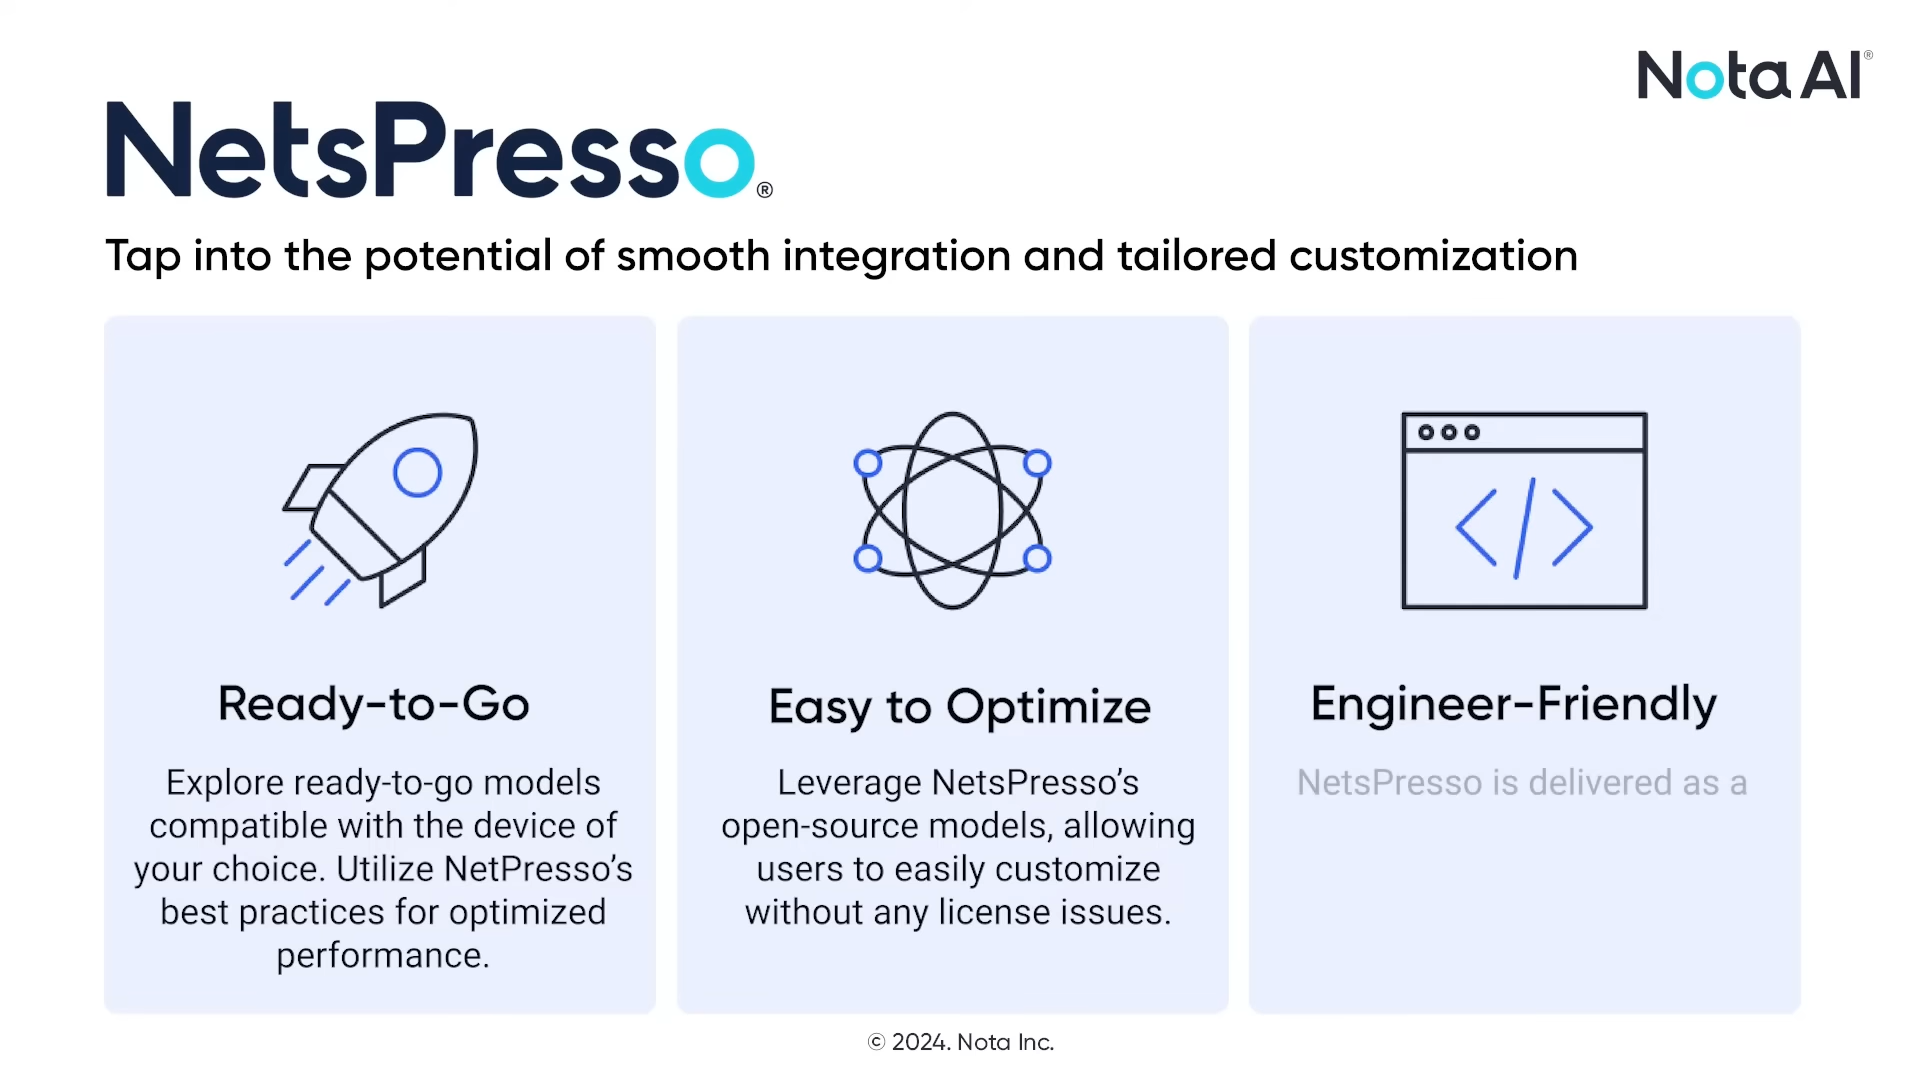 Nota AI®
NetsPresso®
Tap into the potential of smooth integration and tailored customization
Ready-to-Go
Explore ready-to-go models
compatible with the device of
your choice. Utilize NetPresso’s
best practices for optimized
performance.
Easy to Optimize
Leverage NetsPresso’s
open-source models, allowing
users to easily customize
without any license issues.
</>
Engineer-Friendly
NetsPresso is delivered as a
© 2024. Nota Inc.